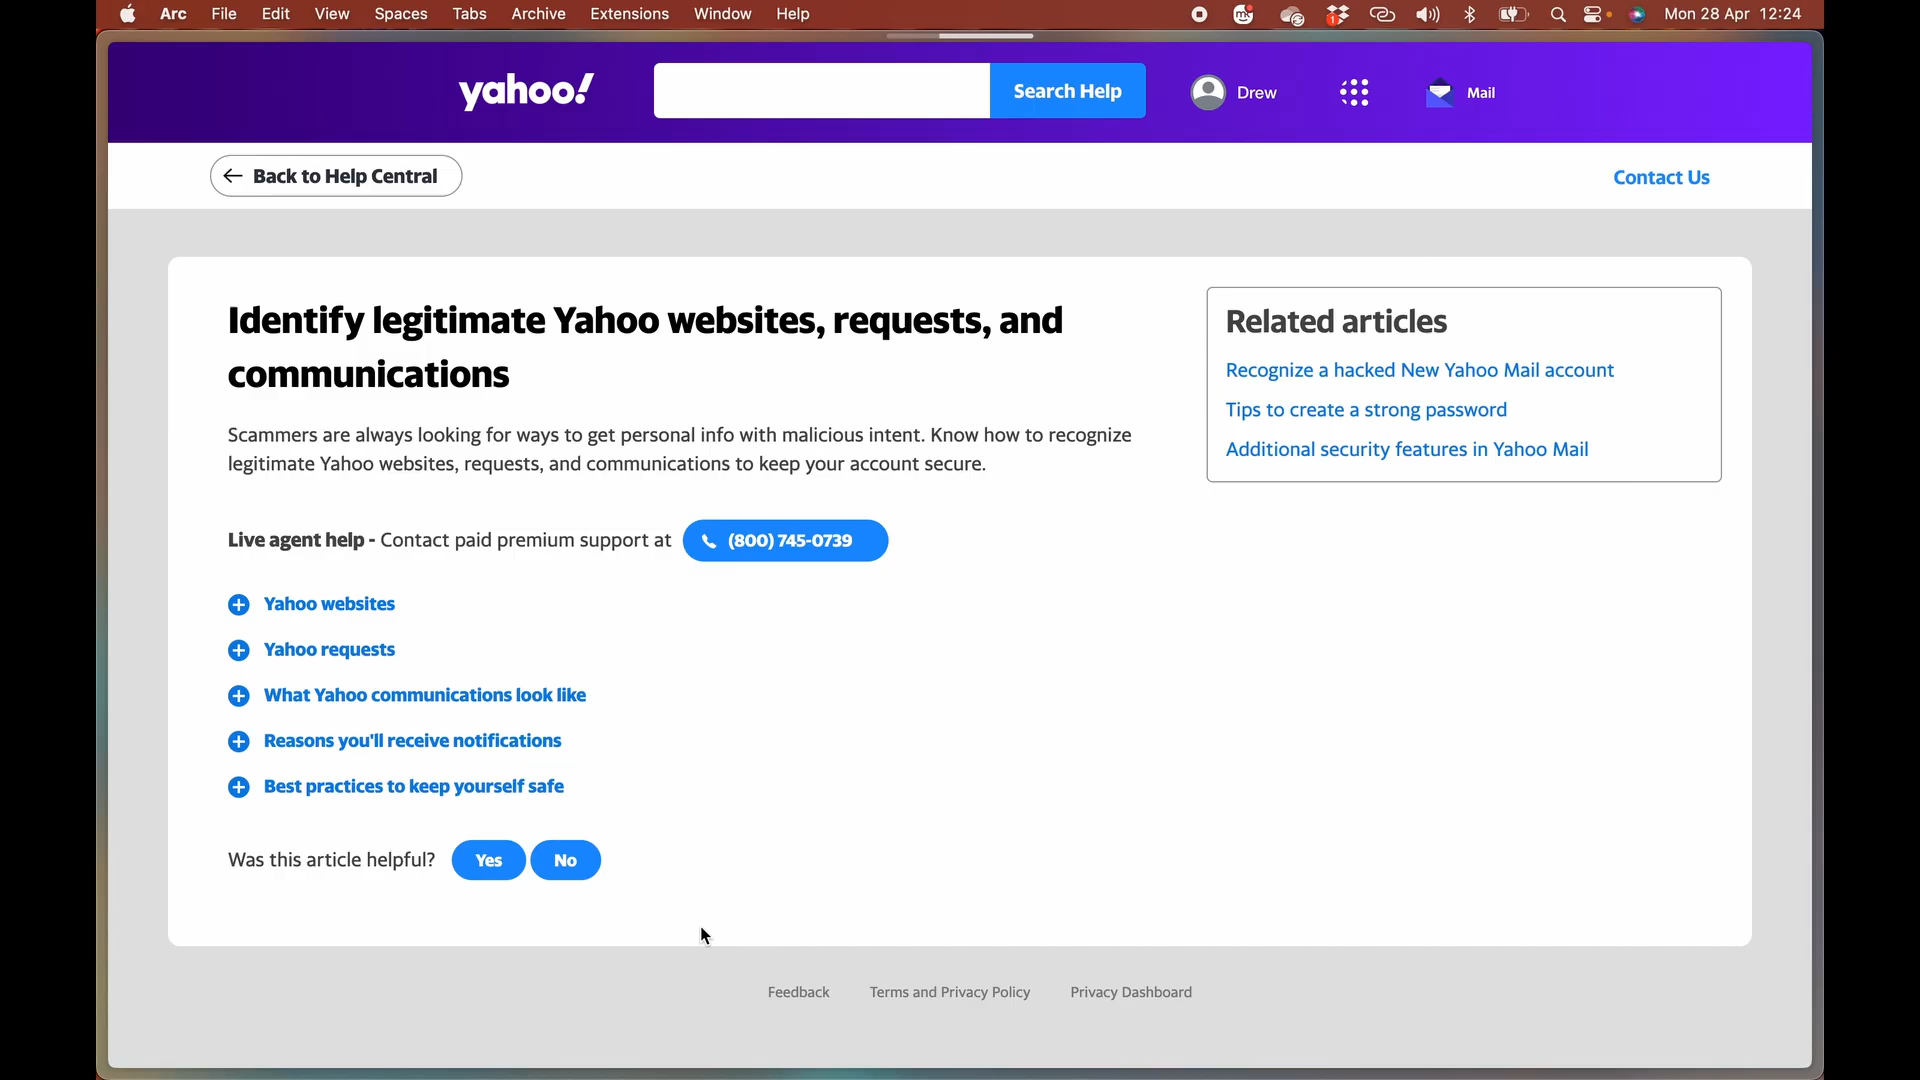 Arc File Edit View Spaces Tabs Archive Extensions Window Help Mon 28 Apr 12:24
yahoo! Search Help Drew Mail
Back to Help Central Contact Us
Identify legitimate Yahoo websites, requests, and
communications
Scammers are always looking for ways to get personal info with malicious intent. Know how to recognize
legitimate Yahoo websites, requests, and communications to keep your account secure.
Live agent help - Contact paid premium support at (800) 745-0739
Yahoo websites
Yahoo requests
What Yahoo communications look like
Reasons you'll receive notifications
Best practices to keep yourself safe
Was this article helpful? Yes No
Related articles
Recognize a hacked New Yahoo Mail account
Tips to create a strong password
Additional security features in Yahoo Mail
Feedback Terms and Privacy Policy Privacy Dashboard